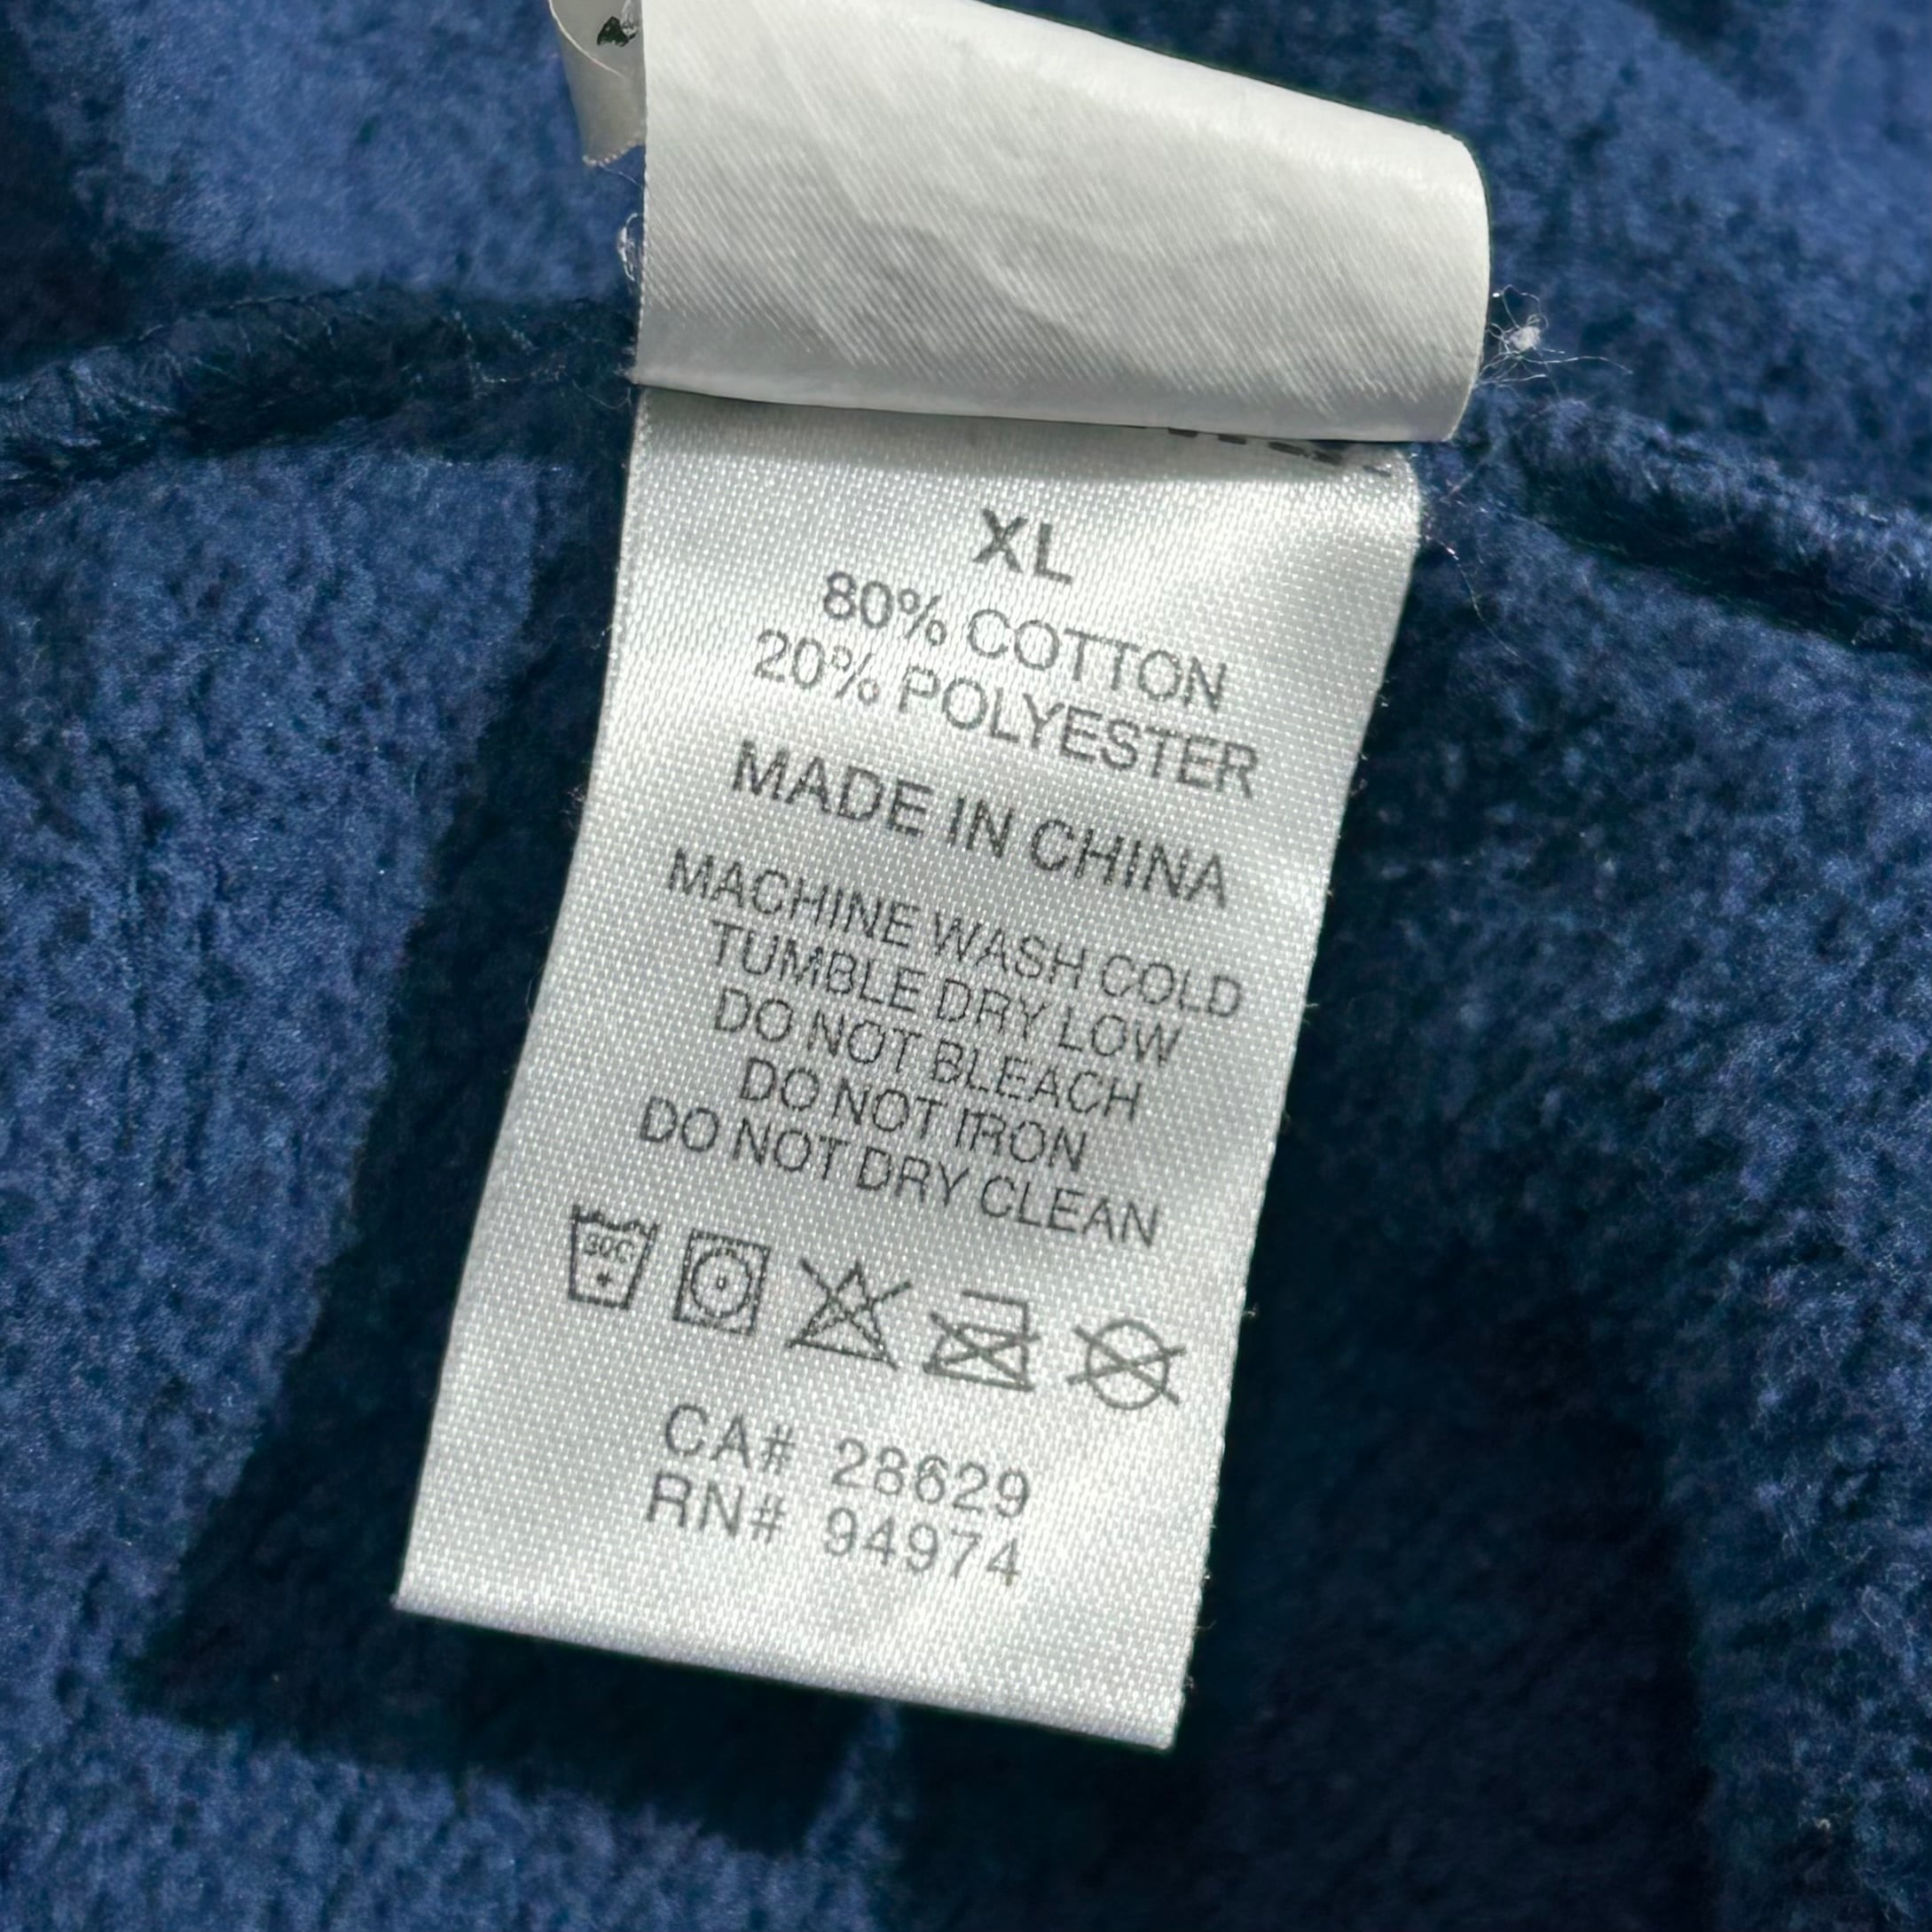 XL
80% COTTON
20% POLYESTER
MADE IN CHINA
MACHINE WASH COLD
TUMBLE DRY LOW
DO NOT BLEACH
DO NOT IRON
DO NOT DRY CLEAN
30C
CA# 28629
RN# 94974